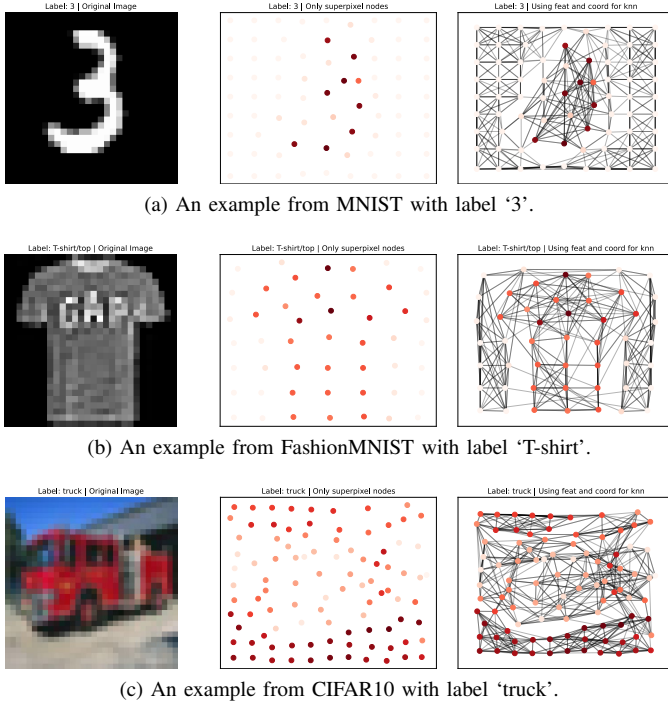 Label: 3 | Original Image
Label: 3 | Only superpixel nodes
Label: 3 | Using feat and coord for knn
(a) An example from MNIST with label ‘3’.
Label: T-shirt/top | Original Image
Label: T-shirt/top | Only superpixel nodes
Label: T-shirt/top | Using feat and coord for knn
GAP
(b) An example from FashionMNIST with label ‘T-shirt’.
Label: truck | Original Image
Label: truck | Only superpixel nodes
Label: truck | Using feat and coord for knn
(c) An example from CIFAR10 with label ‘truck’.